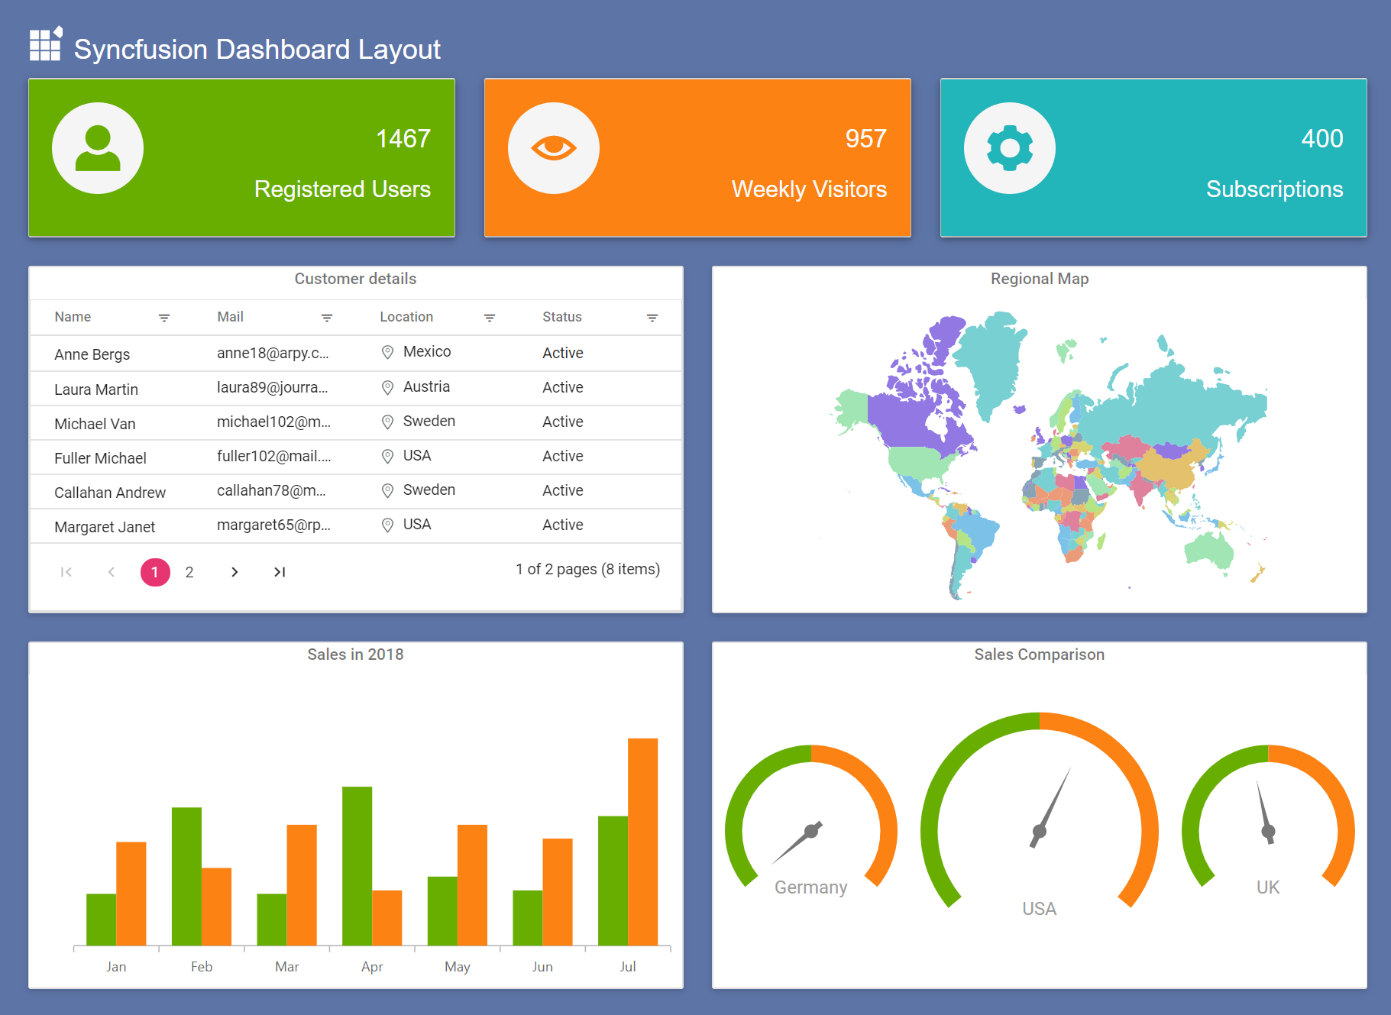 Syncfusion Dashboard Layout
1467
Registered Users
957
Weekly Visitors
400
Subscriptions
Customer details
Name Mail Location Status
Anne Bergs anne18@arpy.c... Mexico Active
Laura Martin laura89@jourra... Austria Active
Michael Van michael102@m... Sweden Active
Fuller Michael fuller102@mail.... USA Active
Callahan Andrew callahan78@m... Sweden Active
Margaret Janet margaret65@rp... USA Active
1 2 1 of 2 pages (8 items)
Regional Map
Sales in 2018
Jan Feb Mar Apr May Jun Jul
Sales Comparison
Germany
USA
UK